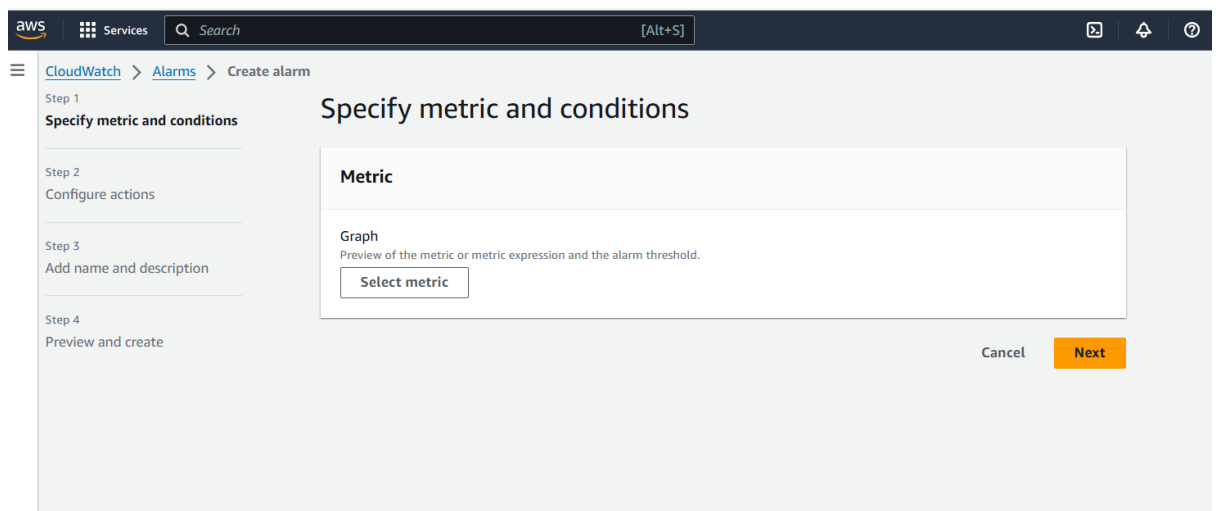 aws Services Search [Alt+S]
CloudWatch > Alarms > Create alarm
Step 1
Specify metric and conditions
Step 2
Configure actions
Step 3
Add name and description
Step 4
Preview and create
Specify metric and conditions
Metric
Graph
Preview of the metric or metric expression and the alarm threshold.
Select metric
Cancel Next